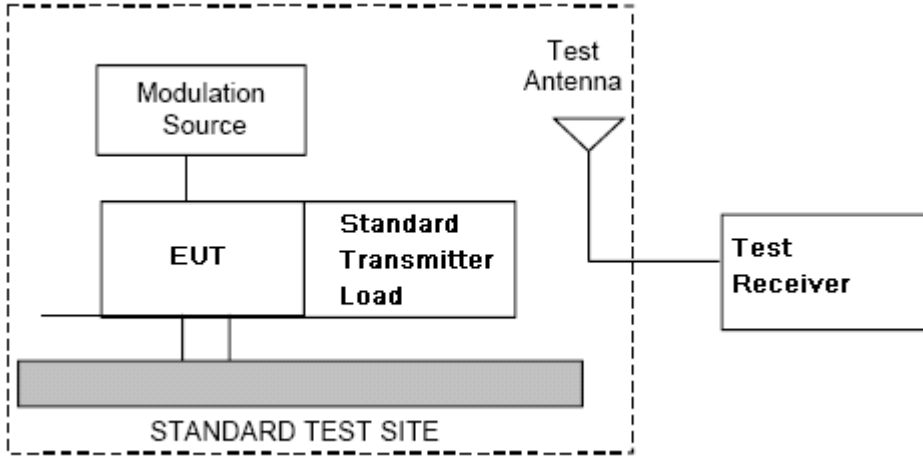 Test
Antenna
Modulation
Source
EUT
Standard
Transmitter
Load
Test
Receiver
STANDARD TEST SITE